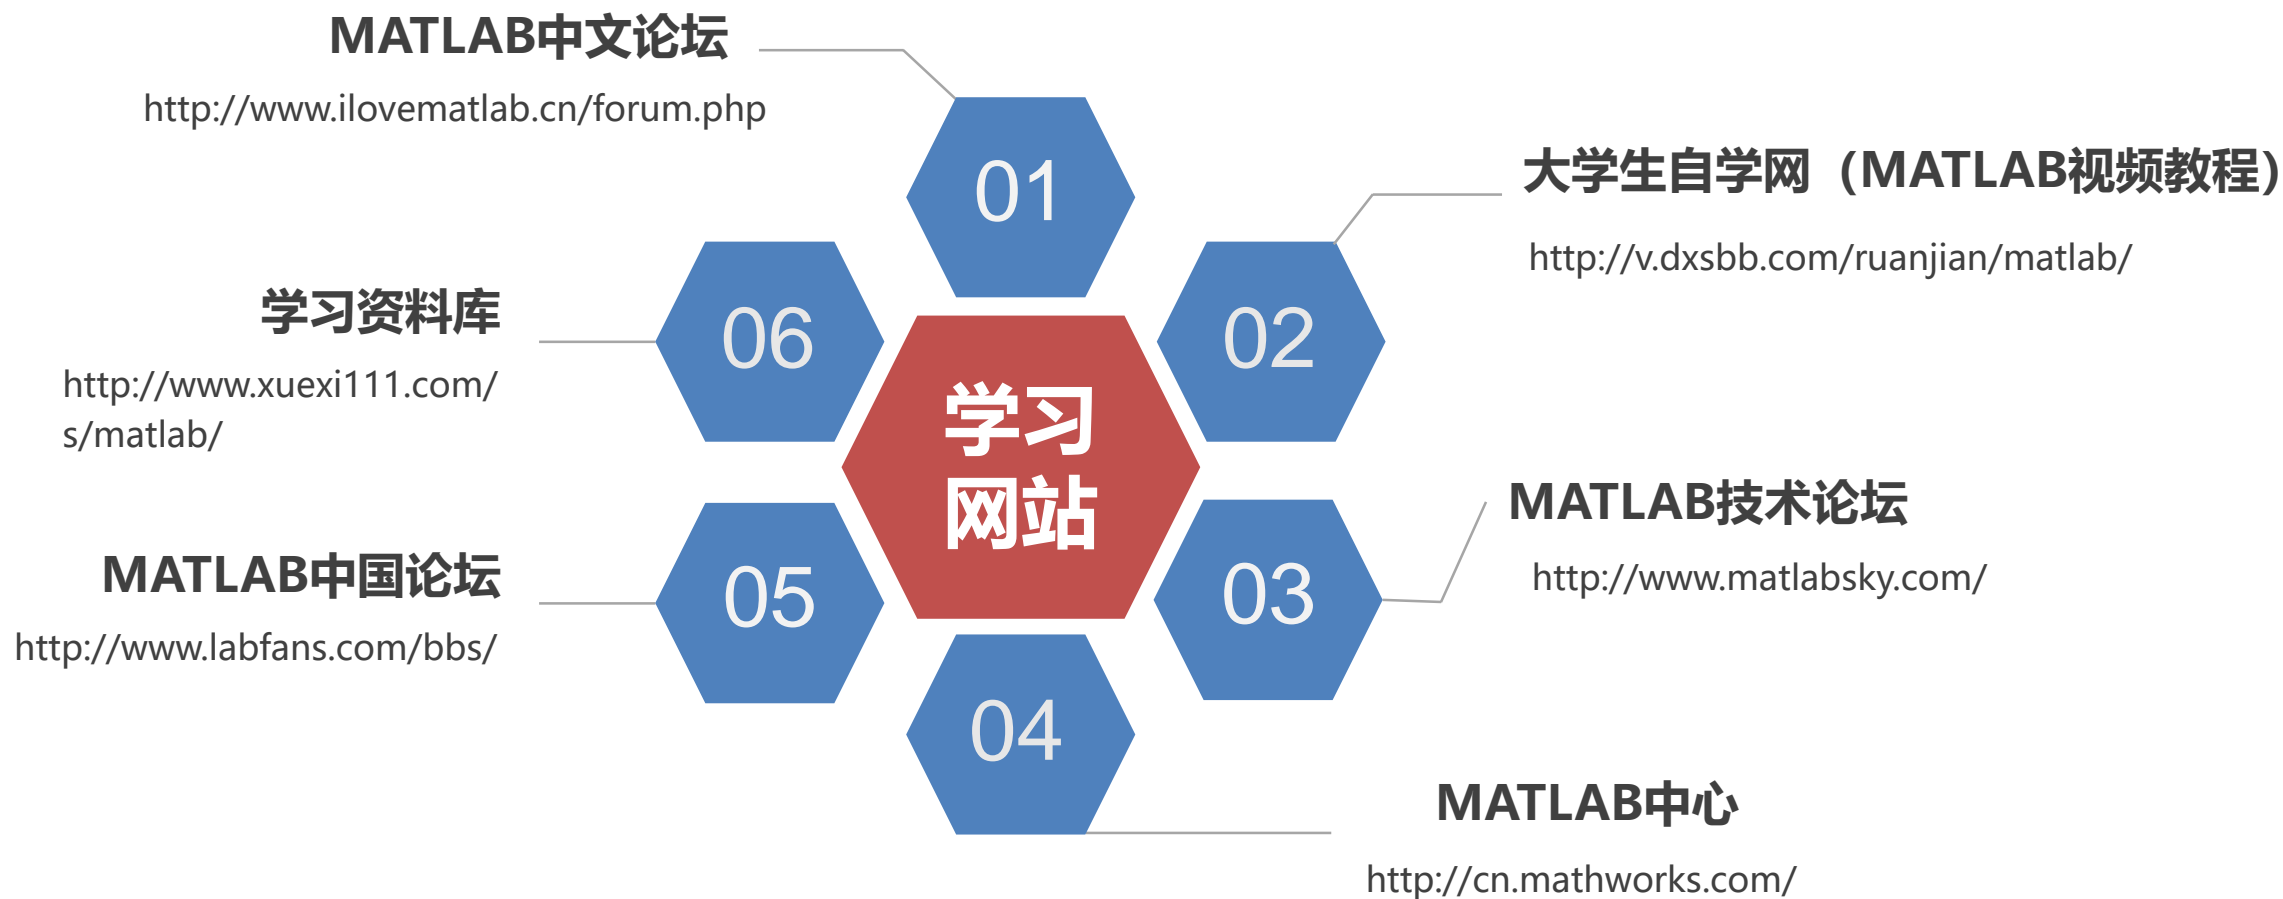 MATLAB中文论坛
http://www.ilovematlab.cn/forum.php
01
大学生自学网（MATLAB视频教程）
http://v.dxsbb.com/ruanjian/matlab/
02
MATLAB技术论坛
http://www.matlabsky.com/
03
MATLAB中心
http://cn.mathworks.com/
04
MATLAB中国论坛
http://www.labfans.com/bbs/
05
学习资料库
http://www.xuexi111.com/
s/matlab/
06
学习
网站